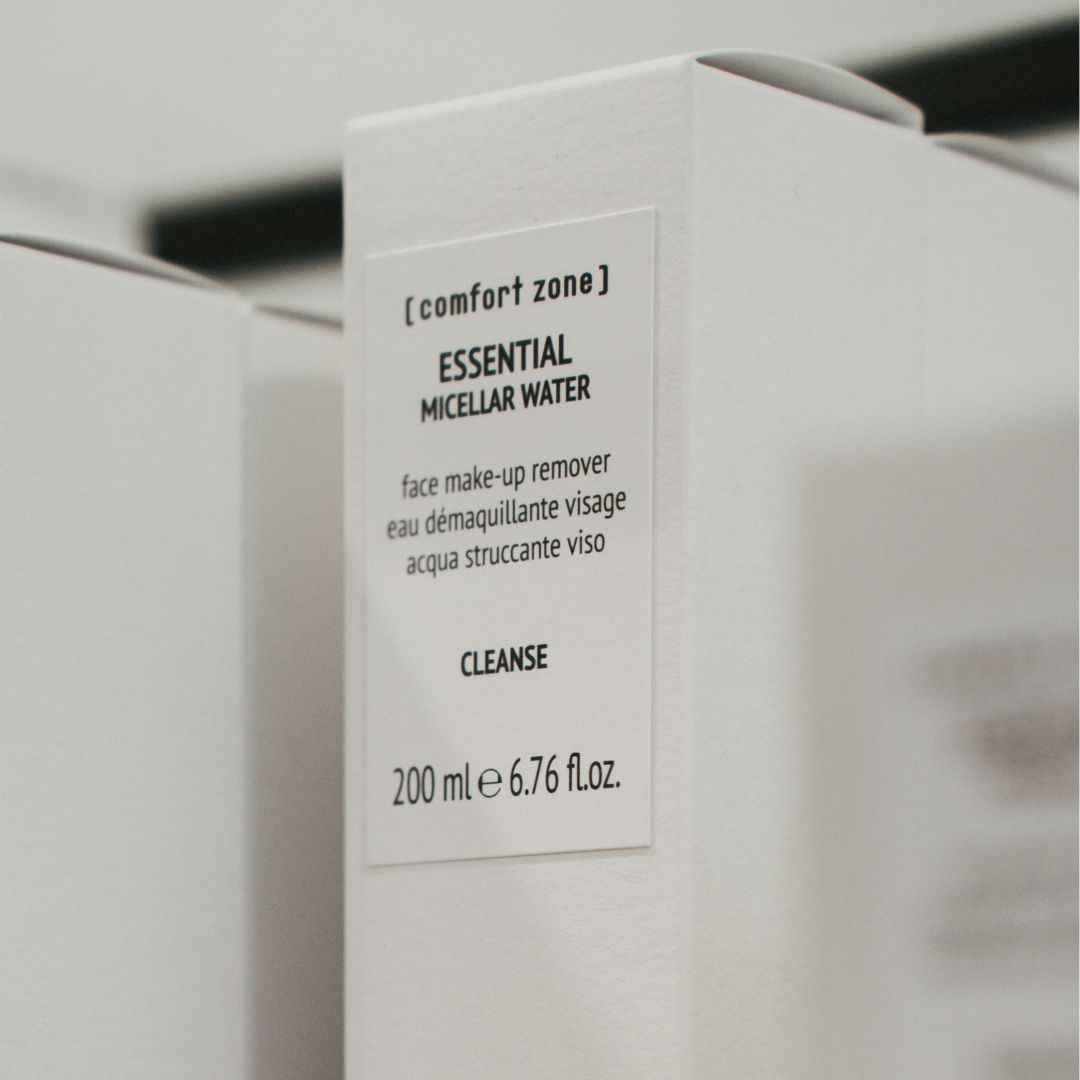 [comfort zone]
ESSENTIAL
MICELLAR WATER
face make-up remover
eau démaquillante visage
acqua struccante viso
CLEANSE
200 ml ℮ 6.76 fl.oz.